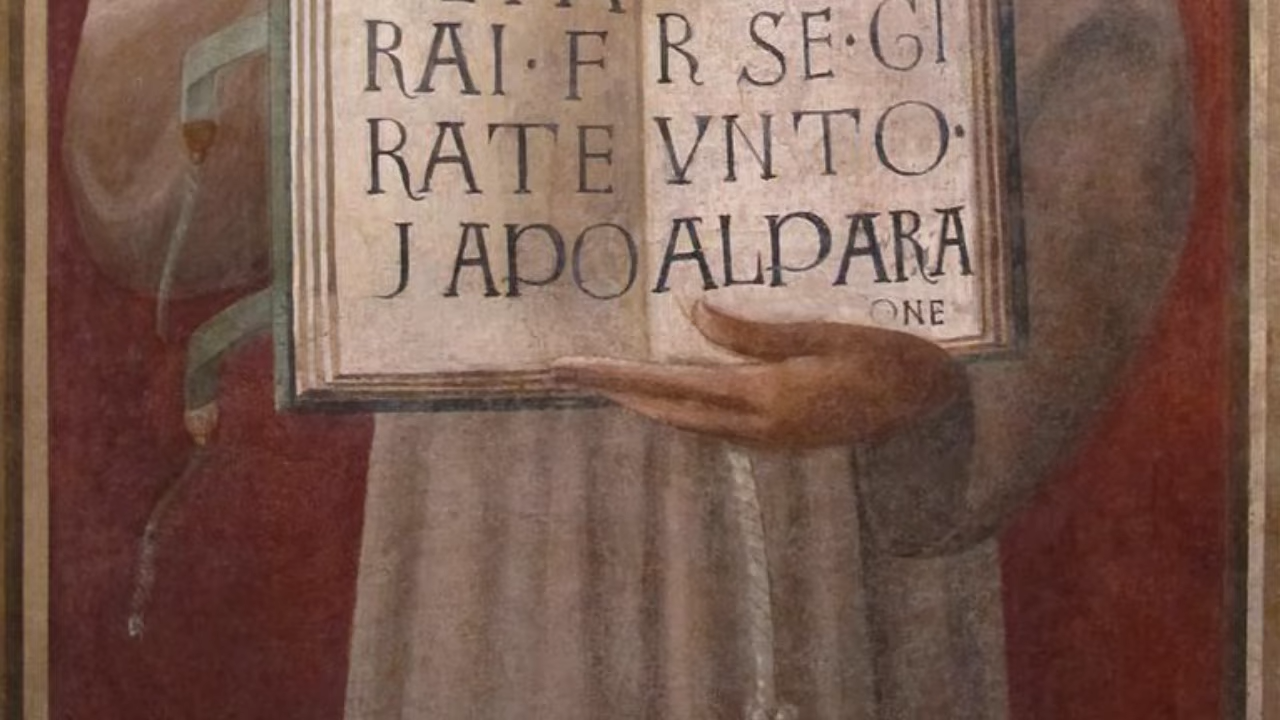 RAI · F
RATE
J APO
R SE · GI
VNTO ·
ALPARA
ONE